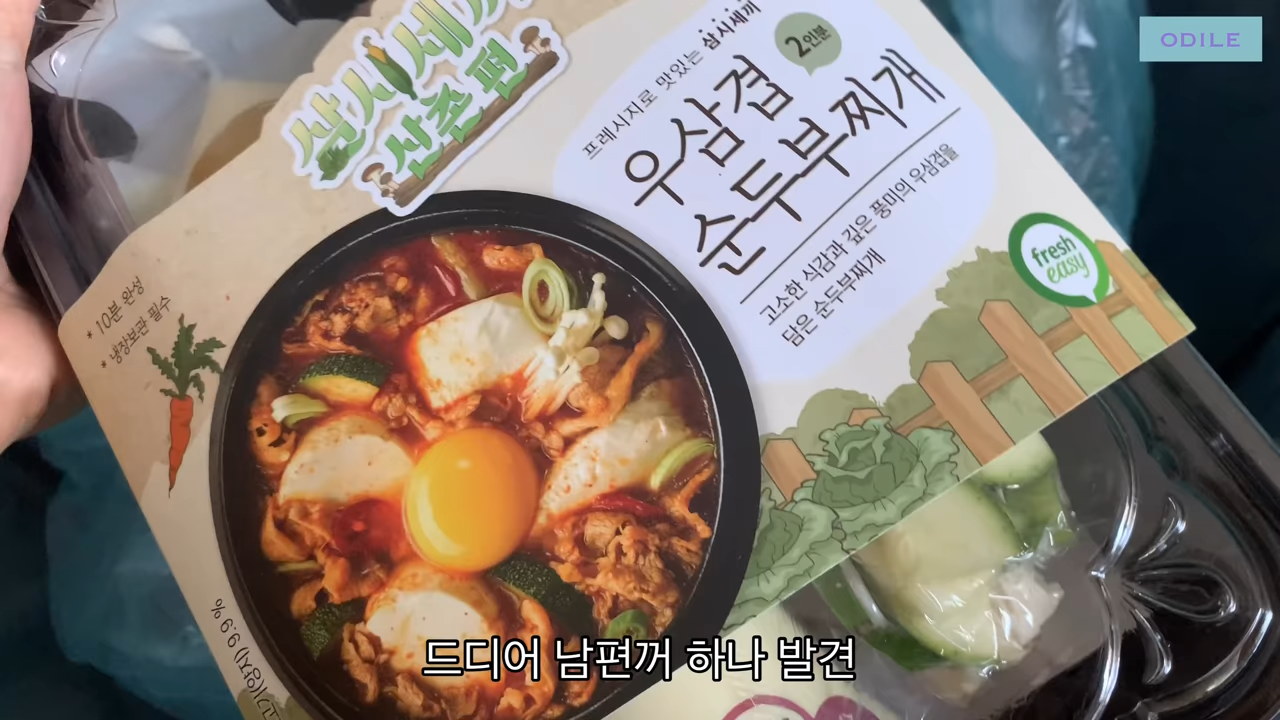 ODILE
삼시세끼
산촌편
프레시지로 맛있는 삼시세끼
2인분
우삼겹
순두부찌개
고소한 식감과 깊은 풍미의 우삼겹을
담은 순두부찌개
fresh
easy
* 10분 완성
* 냉장보관 필수
9.9%
드디어 남편꺼 하나 발견